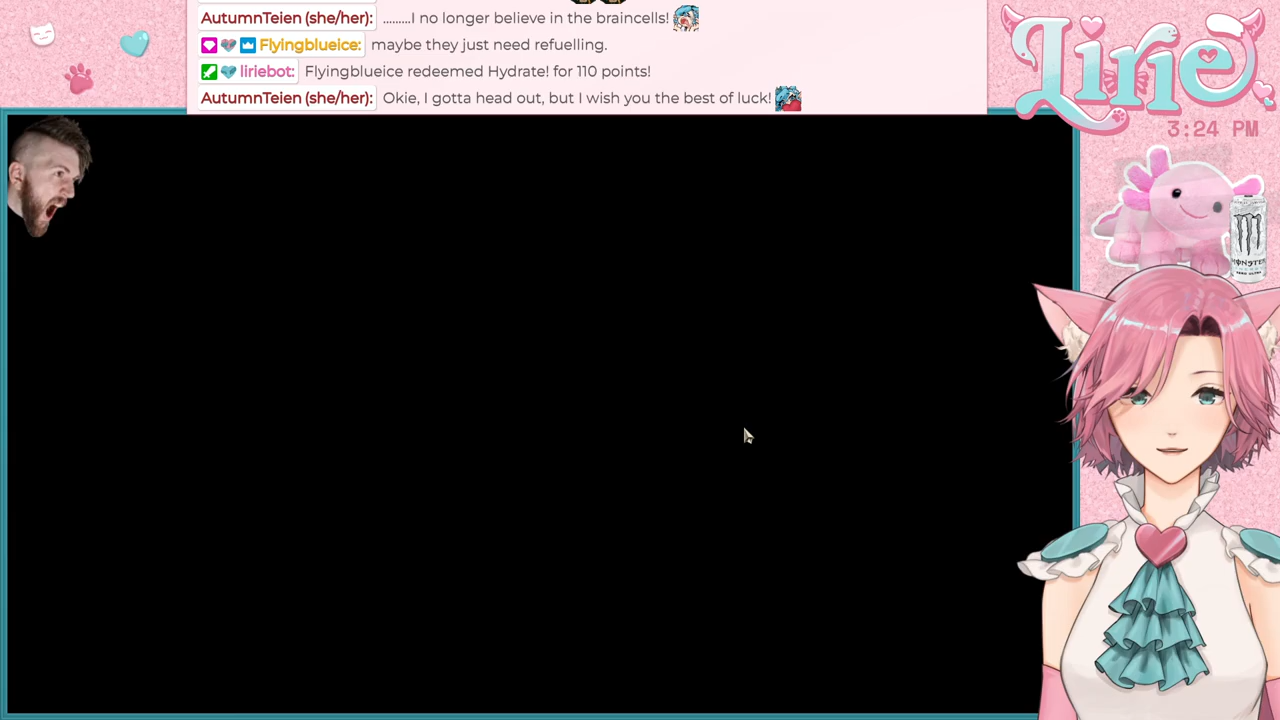 AutumnTeien (she/her): .........I no longer believe in the braincells!
Flyingblueice: maybe they just need refuelling.
liriebot: Flyingblueice redeemed Hydrate! for 110 points!
AutumnTeien (she/her): Okie, I gotta head out, but I wish you the best of luck!
Lirie
3:24 PM
MONSTER